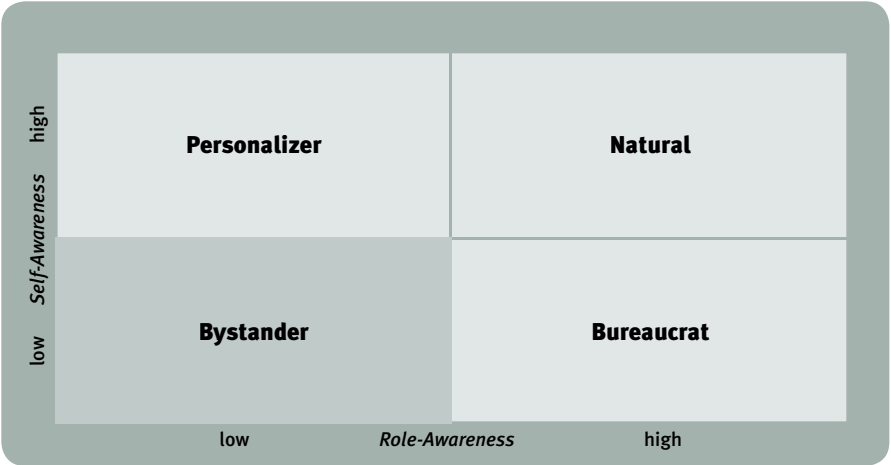 high
Personalizer
Natural
Self-Awareness
low
Bystander
Bureaucrat
low
Role-Awareness
high